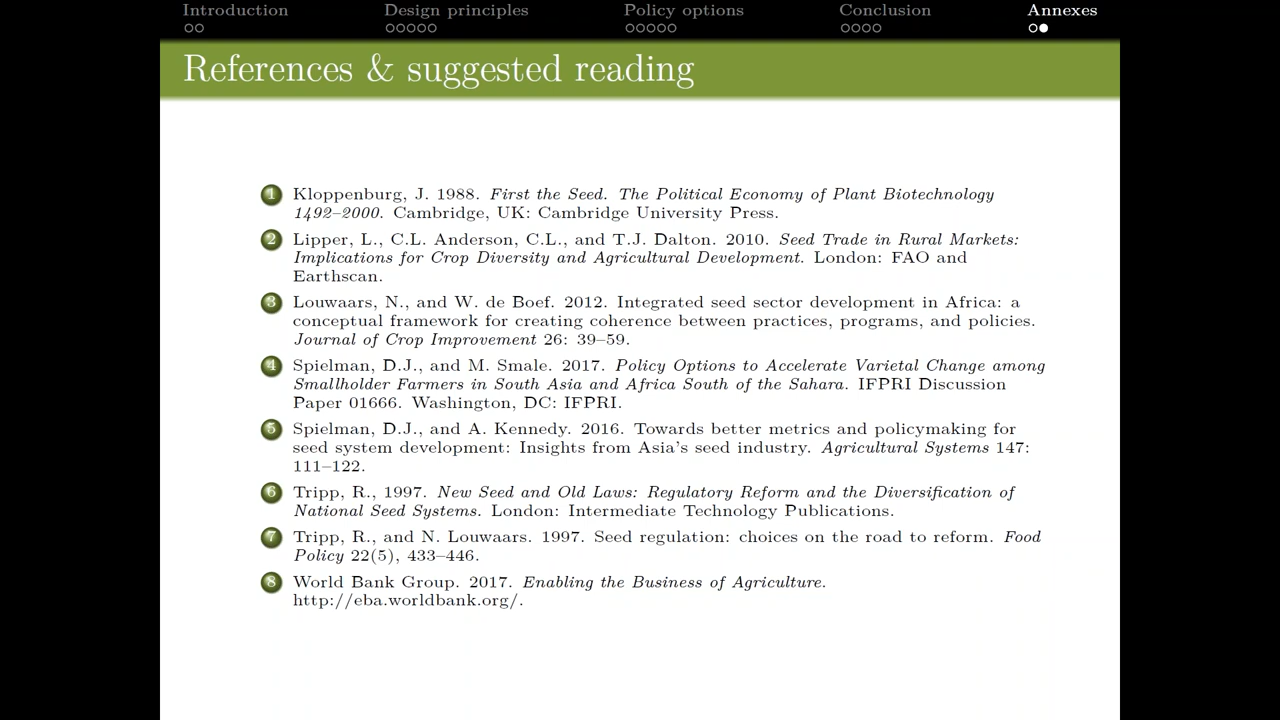 Introduction Design principles Policy options Conclusion Annexes
References & suggested reading
1 Kloppenburg, J. 1988. First the Seed. The Political Economy of Plant Biotechnology
1492–2000. Cambridge, UK: Cambridge University Press.
2 Lipper, L., C.L. Anderson, C.L., and T.J. Dalton. 2010. Seed Trade in Rural Markets:
Implications for Crop Diversity and Agricultural Development. London: FAO and
Earthscan.
3 Louwaars, N., and W. de Boef. 2012. Integrated seed sector development in Africa: a
conceptual framework for creating coherence between practices, programs, and policies.
Journal of Crop Improvement 26: 39–59.
4 Spielman, D.J., and M. Smale. 2017. Policy Options to Accelerate Varietal Change among
Smallholder Farmers in South Asia and Africa South of the Sahara. IFPRI Discussion
Paper 01666. Washington, DC: IFPRI.
5 Spielman, D.J., and A. Kennedy. 2016. Towards better metrics and policymaking for
seed system development: Insights from Asia's seed industry. Agricultural Systems 147:
111–122.
6 Tripp, R., 1997. New Seed and Old Laws: Regulatory Reform and the Diversification of
National Seed Systems. London: Intermediate Technology Publications.
7 Tripp, R., and N. Louwaars. 1997. Seed regulation: choices on the road to reform. Food
Policy 22(5), 433–446.
8 World Bank Group. 2017. Enabling the Business of Agriculture.
http://eba.worldbank.org/.